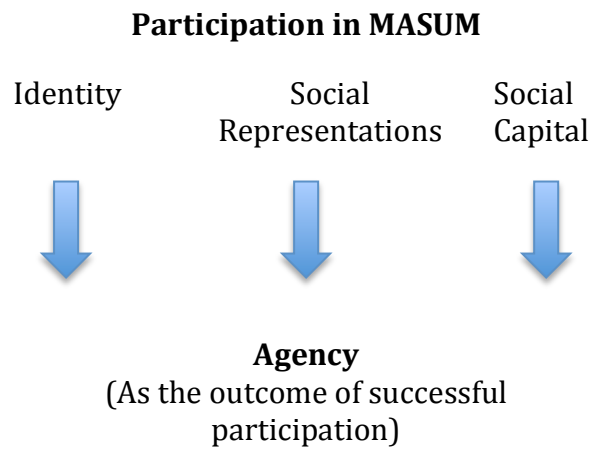 Participation in MASUM
Identity
Social
Representations
Social
Capital
Agency
(As the outcome of successful
participation)